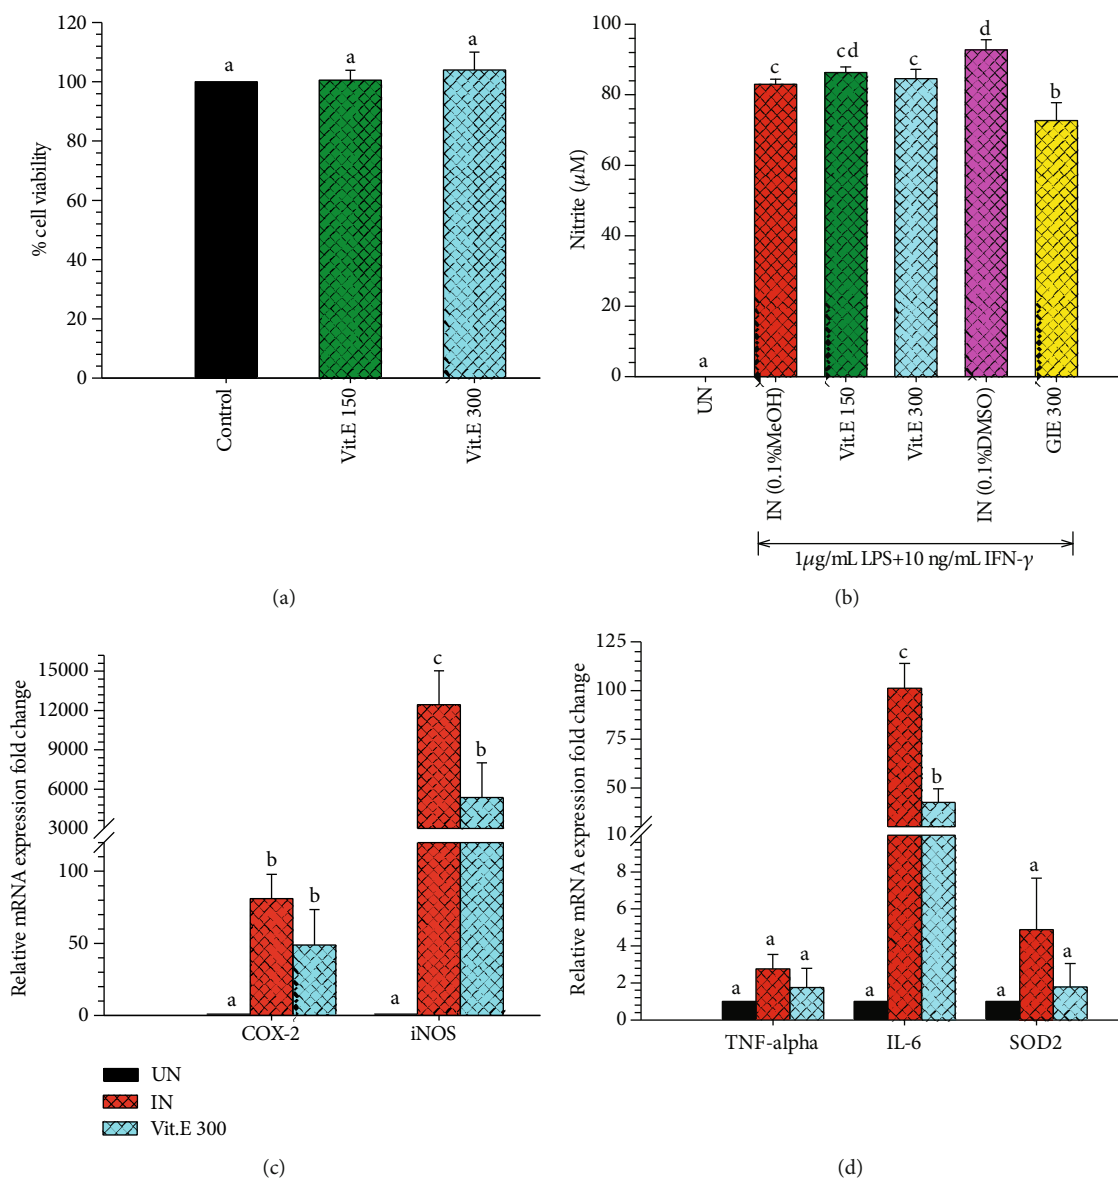 120
100
80
60
40
20
0
% cell viability
a
a
a
Control
Vit.E 150
Vit.E 300
(a)
100
80
60
40
20
0
Nitrite (μM)
a
c
cd
c
d
b
UN
IN (0.1%MeOH)
Vit.E 150
Vit.E 300
IN (0.1%DMSO)
GIE 300
1μg/mL LPS+10 ng/mL IFN-γ
(b)
15000
12000
9000
6000
3000
100
50
0
Relative mRNA expression fold change
a
b
b
a
c
b
COX-2
iNOS
UN
IN
Vit.E 300
(c)
125
100
75
50
10
8
6
4
2
0
Relative mRNA expression fold change
a
a
a
a
c
b
a
a
a
TNF-alpha
IL-6
SOD2
(d)